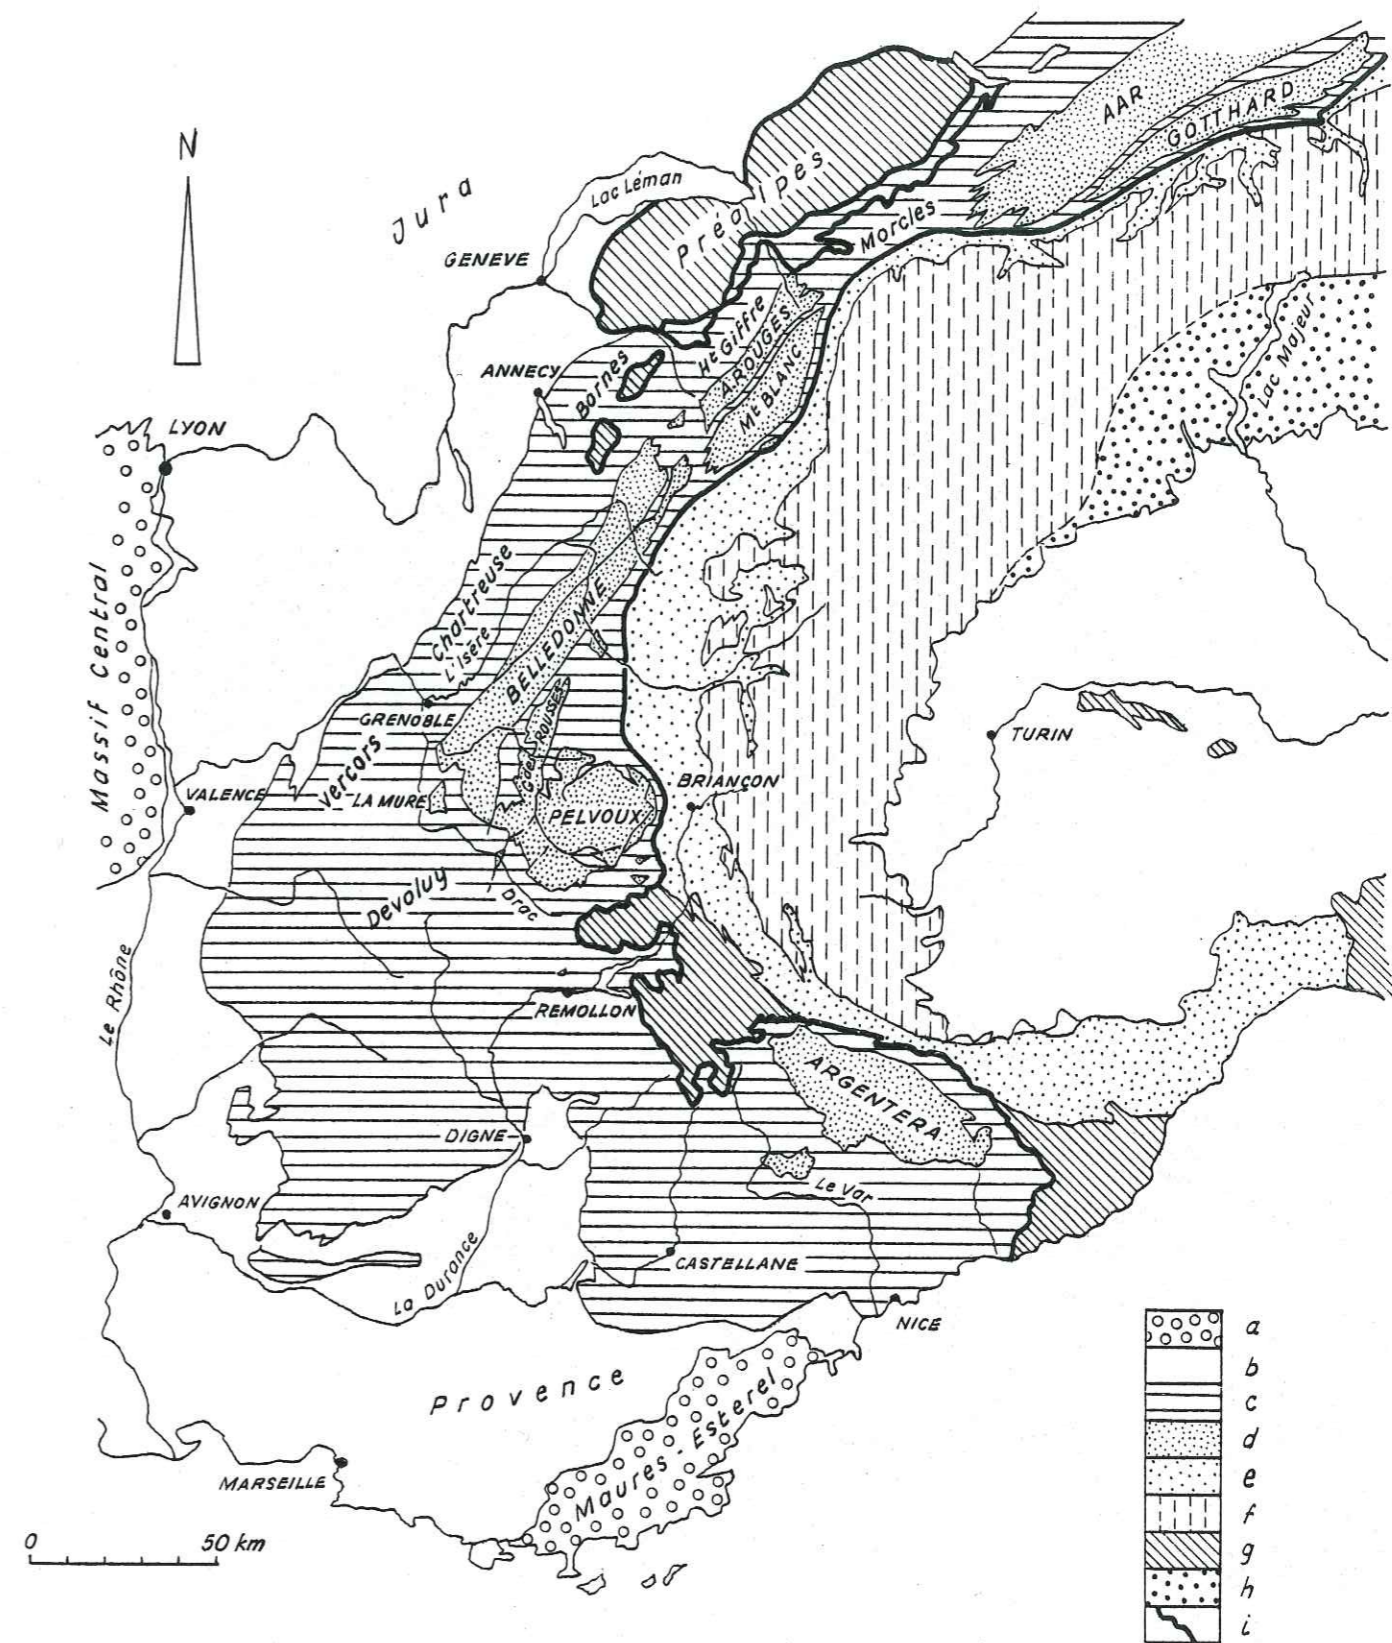 N
Jura
Lac Léman
Préalpes
AAR
GOTTHARD
Morcles
GENEVE
Ht Giffre
A.ROUGES
Mt BLANC
ANNECY
Bornes
Lac Majeur
LYON
Massif Central
Chartreuse
L'Isère
BELLEDONNE
GRENOBLE
ROUSSES
Vercors
VALENCE
LA MURE
PELVOUX
BRIANÇON
TURIN
Devoluy
Drac
Le Rhône
REMOLLON
ARGENTERA
DIGNE
Le Var
AVIGNON
La Durance
CASTELLANE
NICE
Provence
Maures - Esterel
MARSEILLE
0 50 km
a
b
c
d
e
f
g
h
i